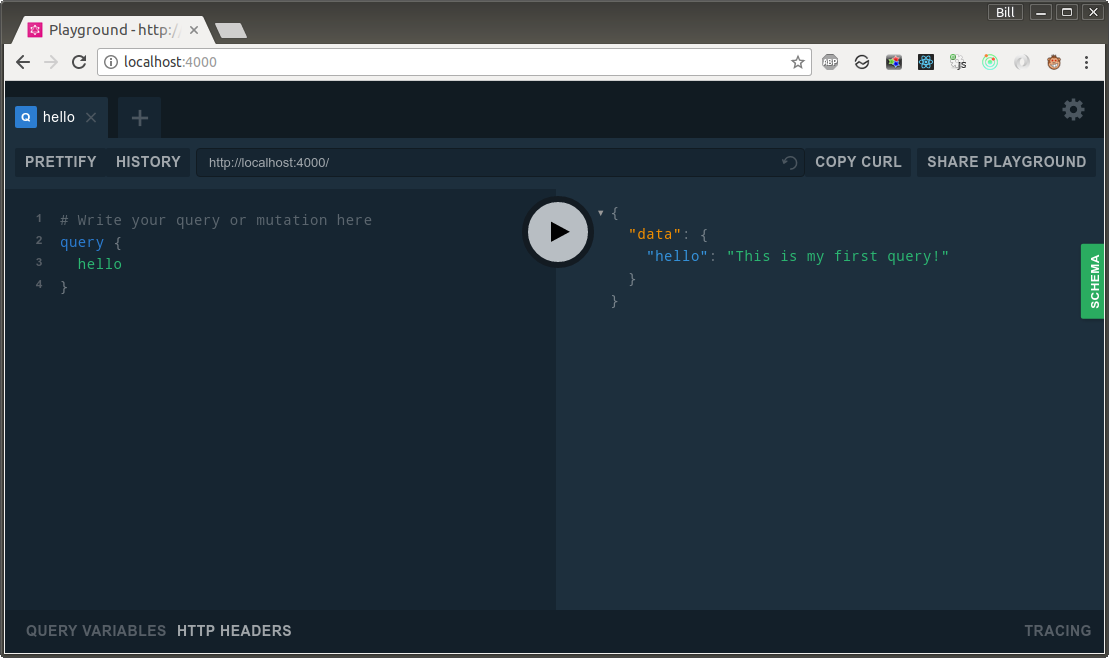 Bill
Playground - http:/
localhost:4000
ABP
JS
Q hello
PRETTIFY HISTORY http://localhost:4000/ COPY CURL SHARE PLAYGROUND
1 # Write your query or mutation here
2 query {
3 hello
4 }
{
"data": {
"hello": "This is my first query!"
}
}
SCHEMA
QUERY VARIABLES HTTP HEADERS TRACING